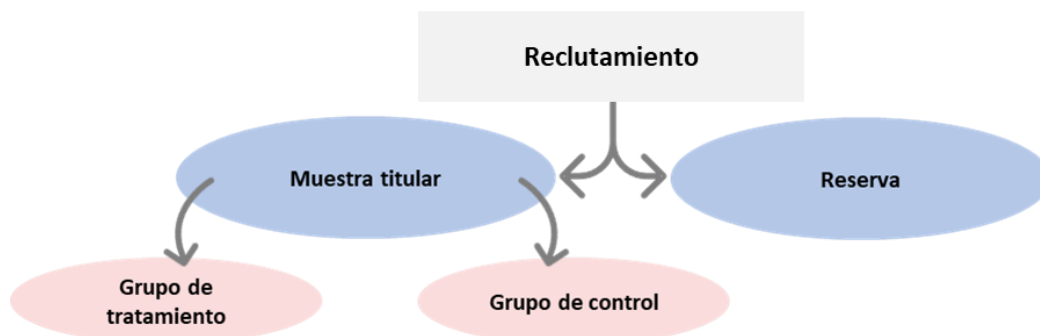 Reclutamiento
Muestra titular
Reserva
Grupo de
tratamiento
Grupo de control